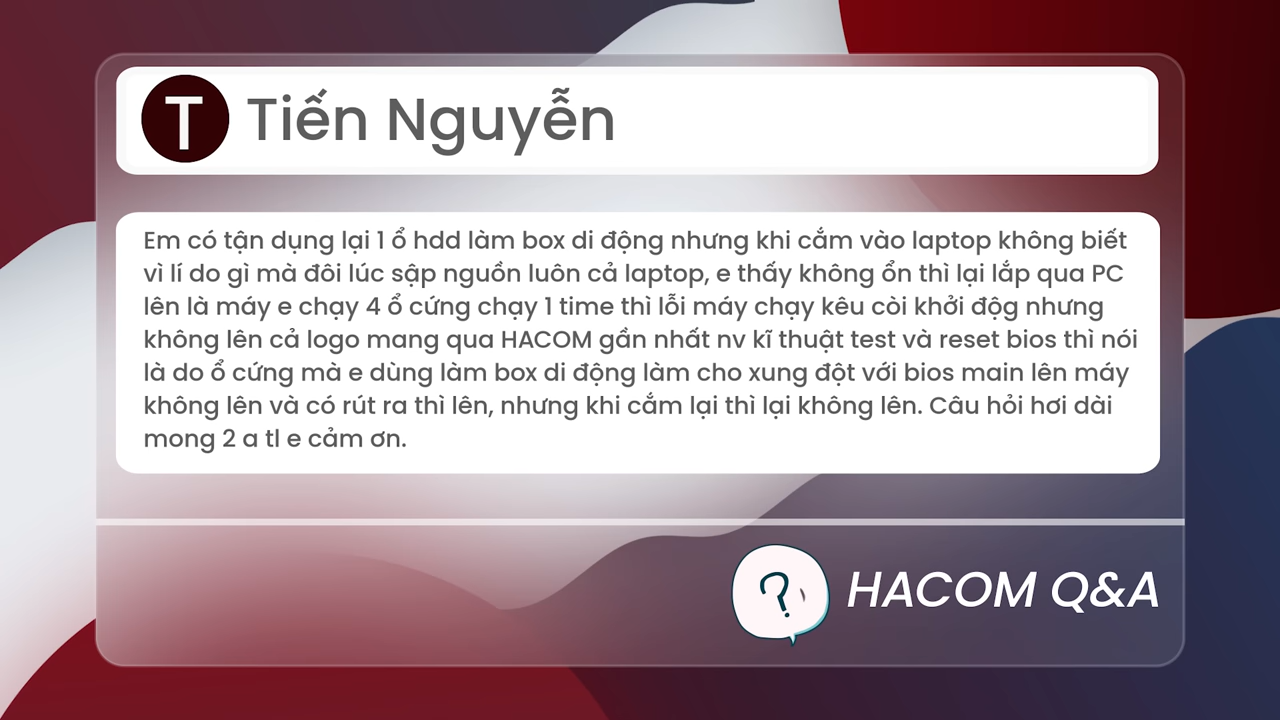 T
Tiến Nguyễn
Em có tận dụng lại 1 ổ hdd làm box di động nhưng khi cắm vào laptop không biết
vì lí do gì mà đôi lúc sập nguồn luôn cả laptop, e thấy không ổn thì lại lắp qua PC
lên là máy e chạy 4 ổ cứng chạy 1 time thì lỗi máy chạy kêu còi khởi độg nhưng
không lên cả logo mang qua HACOM gần nhất nv kĩ thuật test và reset bios thì nói
là do ổ cứng mà e dùng làm box di động làm cho xung đột với bios main lên máy
không lên và có rút ra thì lên, nhưng khi cắm lại thì lại không lên. Câu hỏi hơi dài
mong 2 a tl e cảm ơn.
? HACOM Q&A